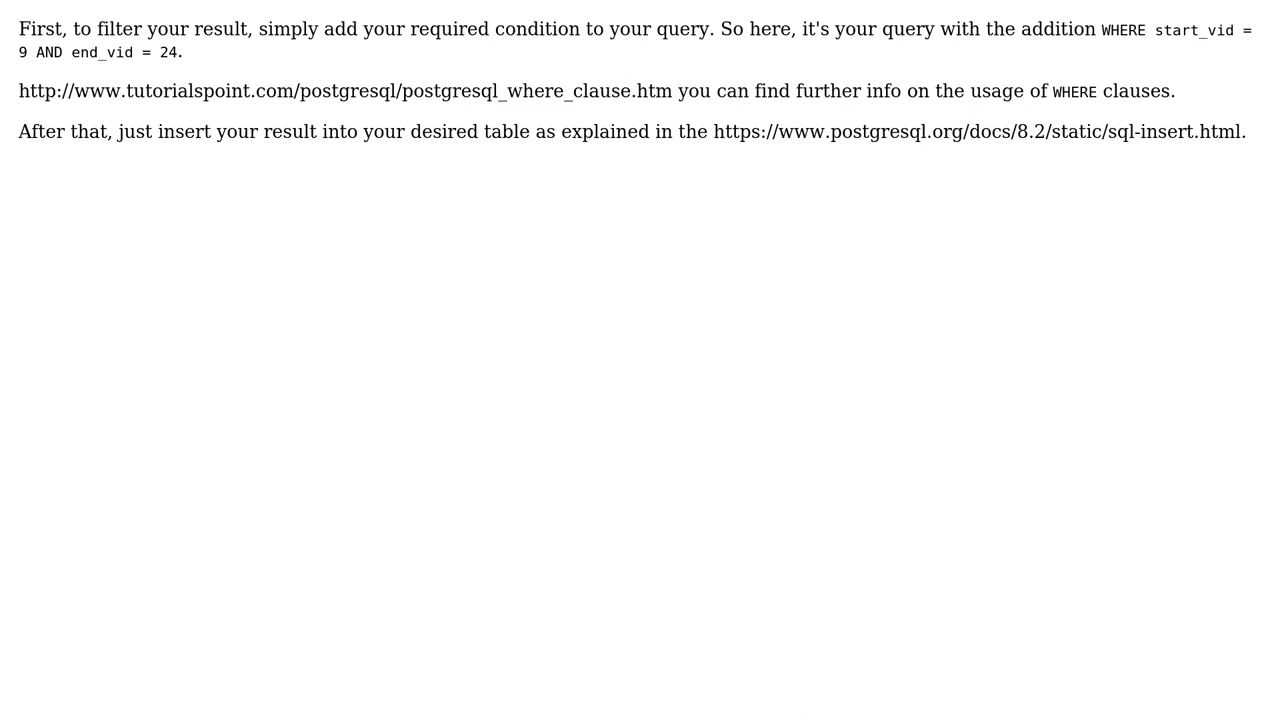 First, to filter your result, simply add your required condition to your query. So here, it's your query with the addition WHERE start_vid =
9 AND end_vid = 24.
http://www.tutorialspoint.com/postgresql/postgresql_where_clause.htm you can find further info on the usage of WHERE clauses.
After that, just insert your result into your desired table as explained in the https://www.postgresql.org/docs/8.2/static/sql-insert.html.